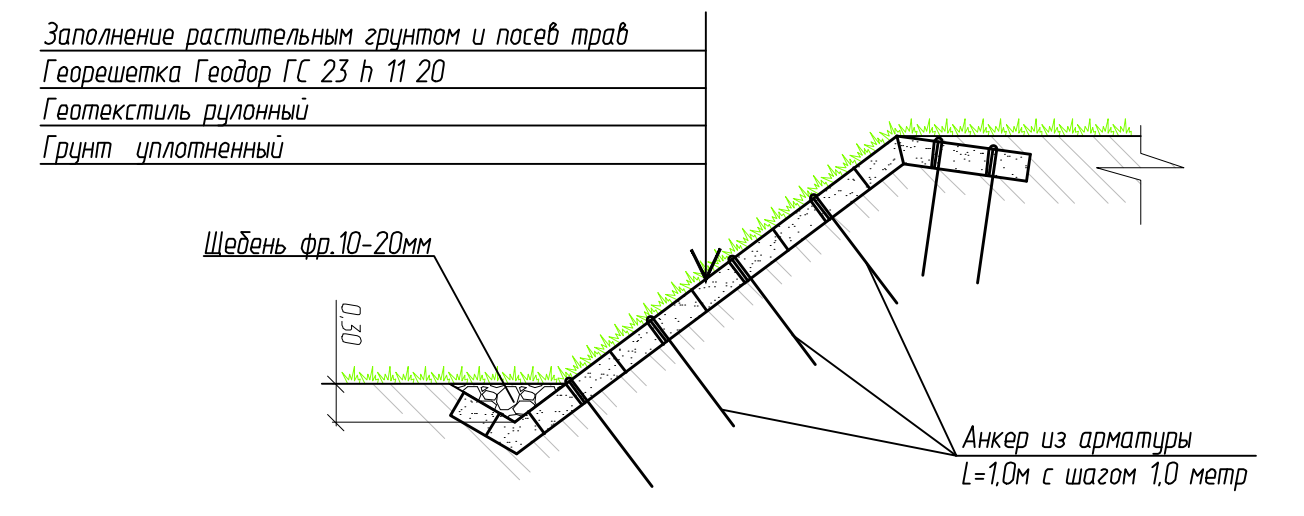 Заполнение растительным грунтом и посев трав
Георешетка Геодор ГС 23 h 11 20
Геотекстиль рулонный
Грунт уплотненный
Щебень фр.10-20мм
0,30
Анкер из арматуры
L=1,0м с шагом 1,0 метр